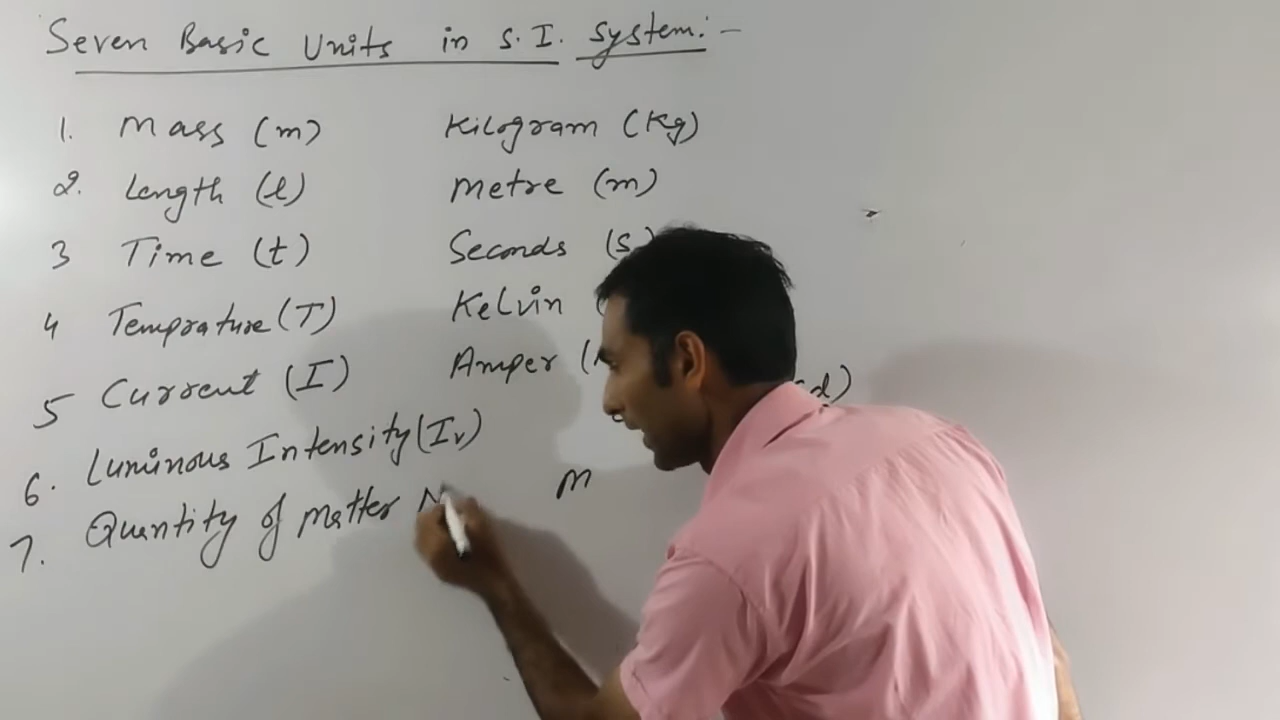 Seven Basic Units in S.I. System:-
1. Mass (m) Kilogram (Kg)
2. Length (l) Metre (m)
3 Time (t) Seconds (s
4 Temprature (T) Kelvin (
5 Current (I) Amper (
6. Luminous Intensity (Iv) d)
7. Quantity of matter N m